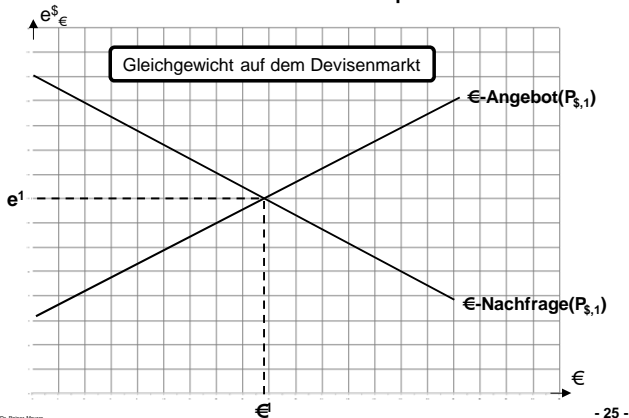 e$€
Gleichgewicht auf dem Devisenmarkt
€-Angebot(P$,1)
e1
€-Nachfrage(P$,1)
€
€1
- 25 -